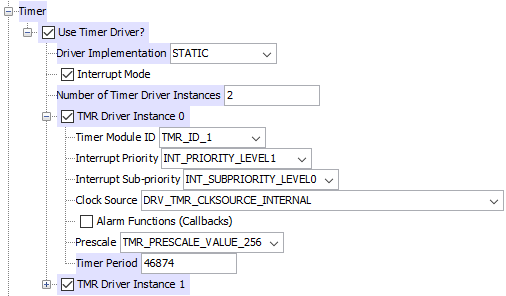 Timer
Use Timer Driver?
Driver Implementation STATIC
Interrupt Mode
Number of Timer Driver Instances 2
TMR Driver Instance 0
Timer Module ID TMR_ID_1
Interrupt Priority INT_PRIORITY_LEVEL1
Interrupt Sub-priority INT_SUBPRIORITY_LEVEL0
Clock Source DRV_TMR_CLKSOURCE_INTERNAL
Alarm Functions (Callbacks)
Prescale TMR_PRESCALE_VALUE_256
Timer Period 46874
TMR Driver Instance 1